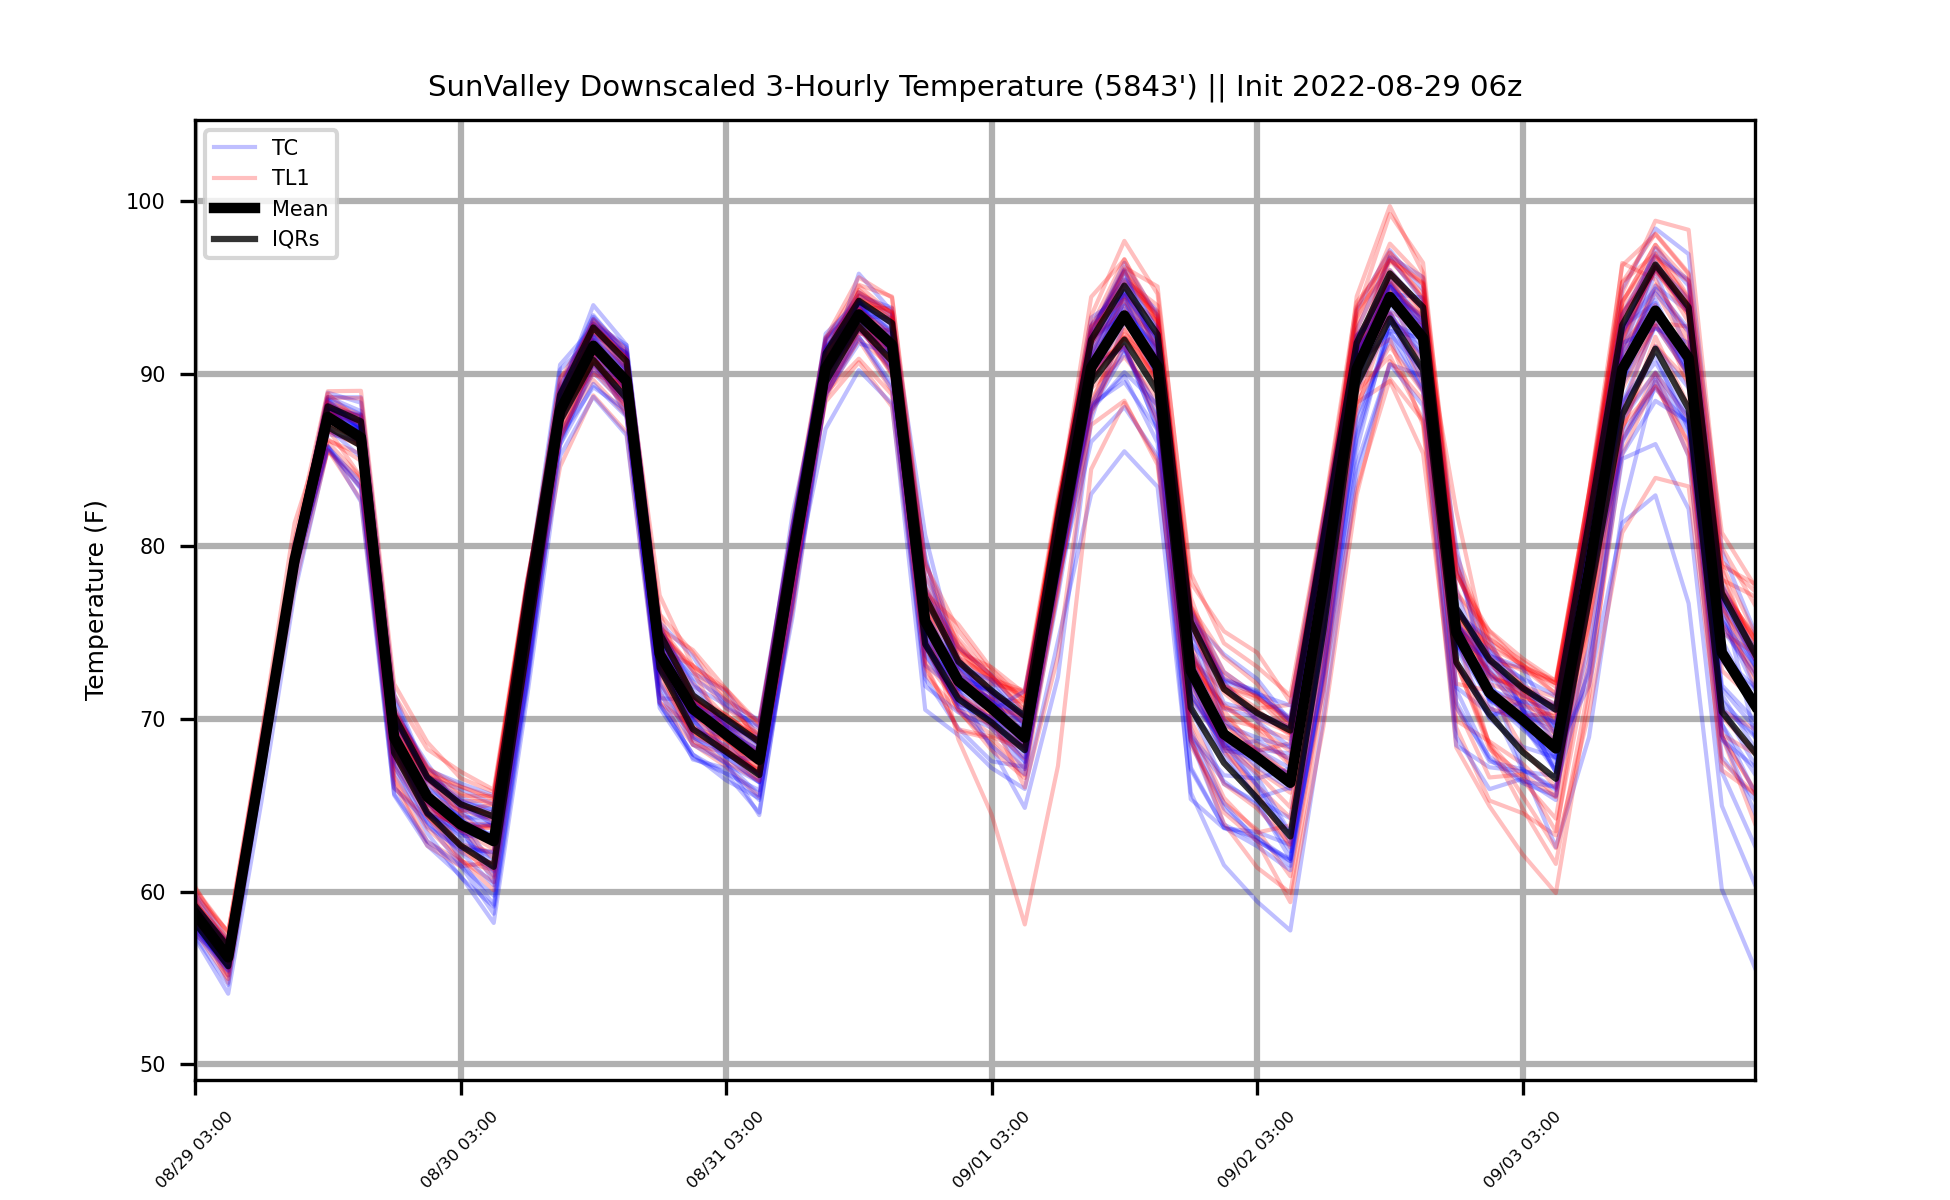 SunValley Downscaled 3-Hourly Temperature (5843') || Init 2022-08-29 06z
TC
TL1
Mean
IQRs
Temperature (F)
100
90
80
70
60
50
08/29 03:00
08/30 03:00
08/31 03:00
09/01 03:00
09/02 03:00
09/03 03:00